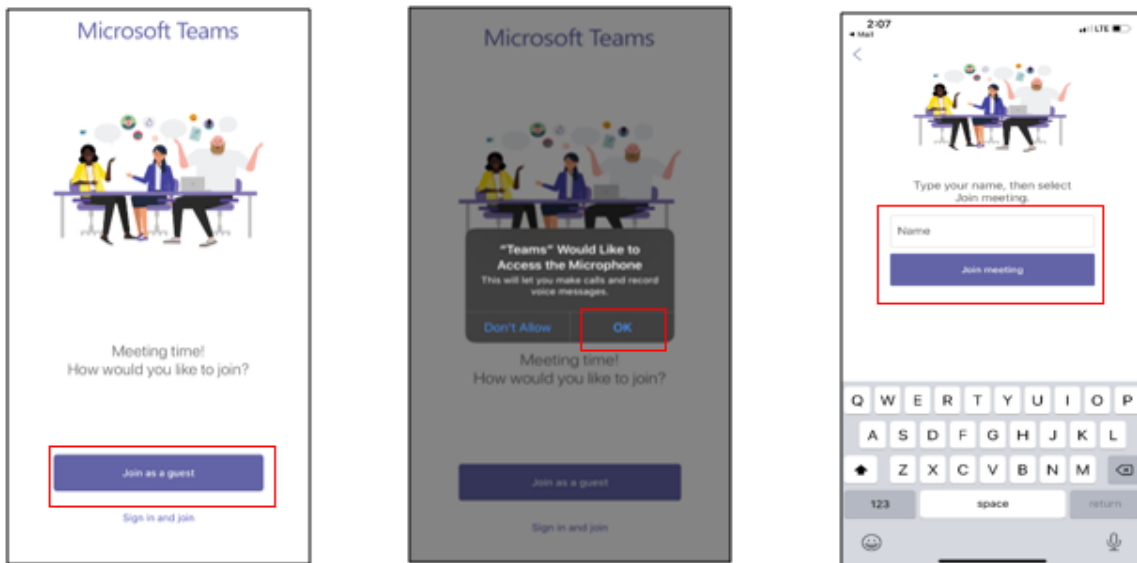 Microsoft Teams
Meeting time!
How would you like to join?
Join as a guest
Sign in and join
Microsoft Teams
"Teams" Would Like to
Access the Microphone
This will let you make calls and record
voice messages.
Don't Allow
OK
Meeting time!
How would you like to join?
Join as a guest
Sign in and join
2:07
LTE
Mail
Type your name, then select
Join meeting.
Name
Join meeting
Q W E R T Y U I O P
A S D F G H J K L
Z X C V B N M
123 space return